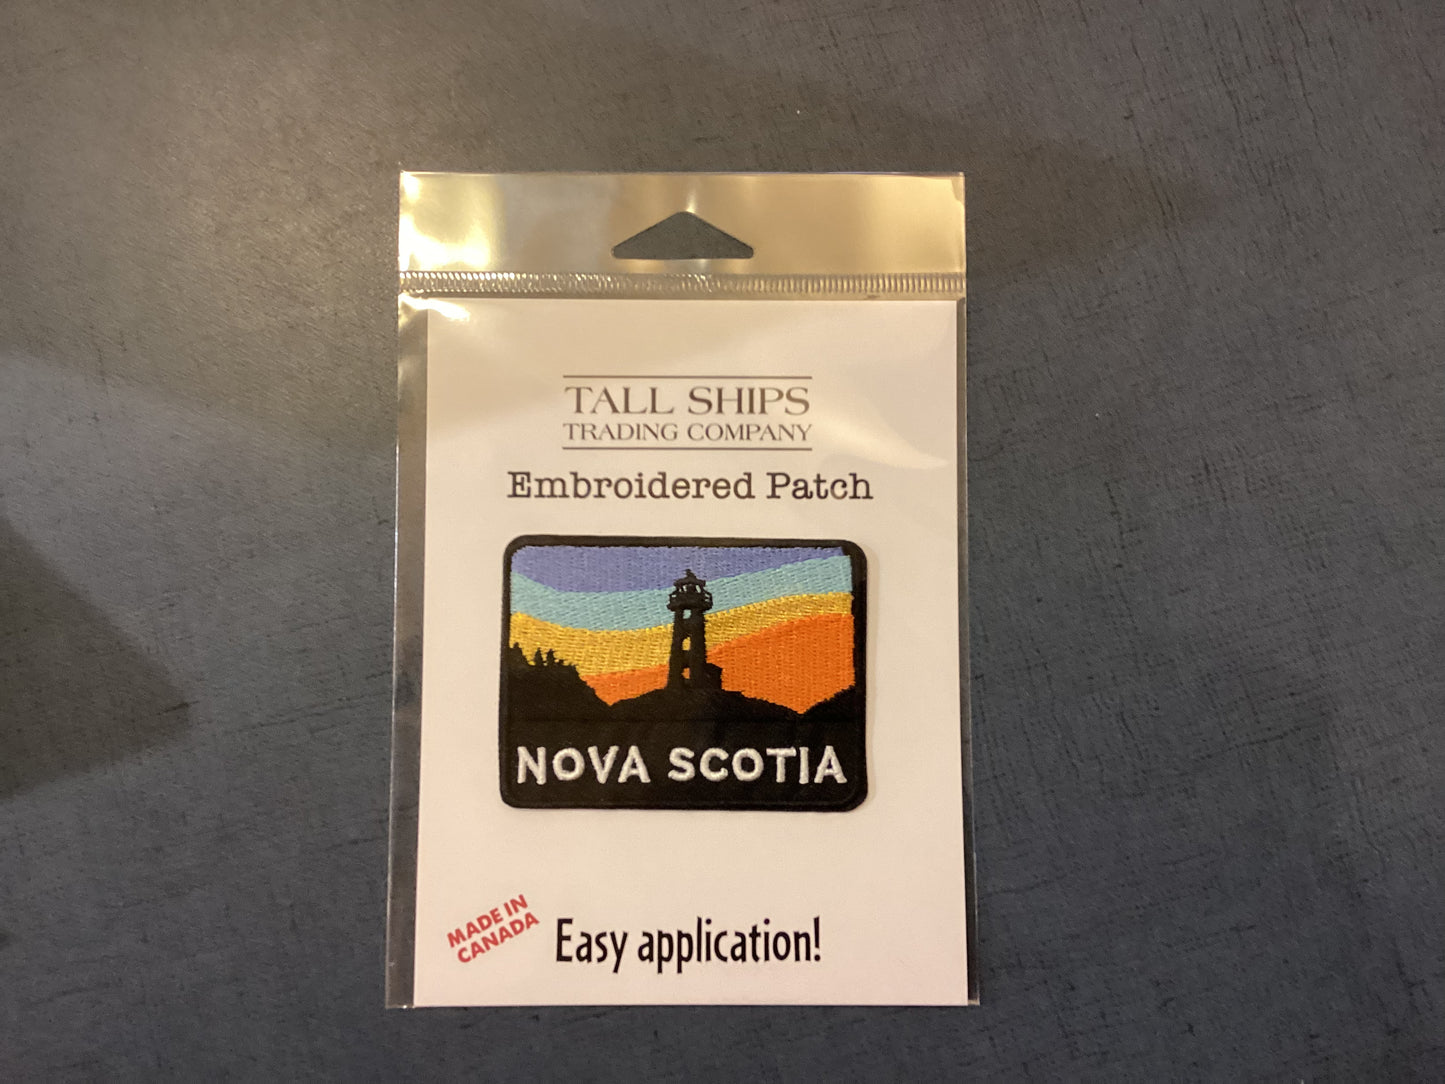 TALL SHIPS
TRADING COMPANY
Embroidered Patch
NOVA SCOTIA
MADE IN
CANADA
Easy application!